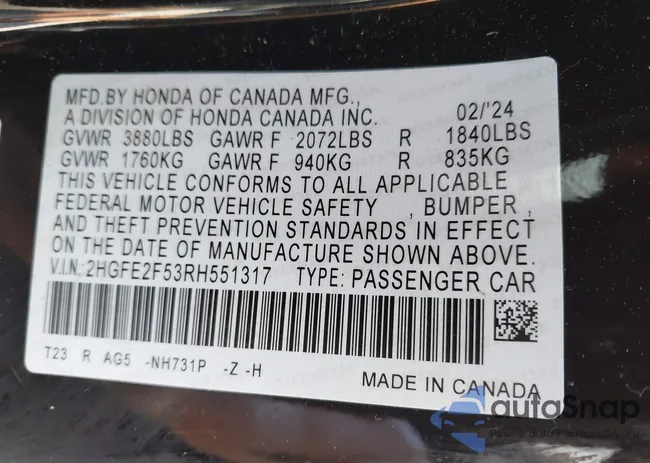 MFD.BY HONDA OF CANADA MFG.,
A DIVISION OF HONDA CANADA INC. 02/'24
GVWR 3880LBS GAWR F 2072LBS R 1840LBS
GVWR 1760KG GAWR F 940KG R 835KG
THIS VEHICLE CONFORMS TO ALL APPLICABLE
FEDERAL MOTOR VEHICLE SAFETY , BUMPER ,
AND THEFT PREVENTION STANDARDS IN EFFECT
ON THE DATE OF MANUFACTURE SHOWN ABOVE.
V.I.N.:2HGFE2F53RH551317 TYPE: PASSENGER CAR
T23 R AG5 -NH731P -Z -H
MADE IN CANADA
autoSnap